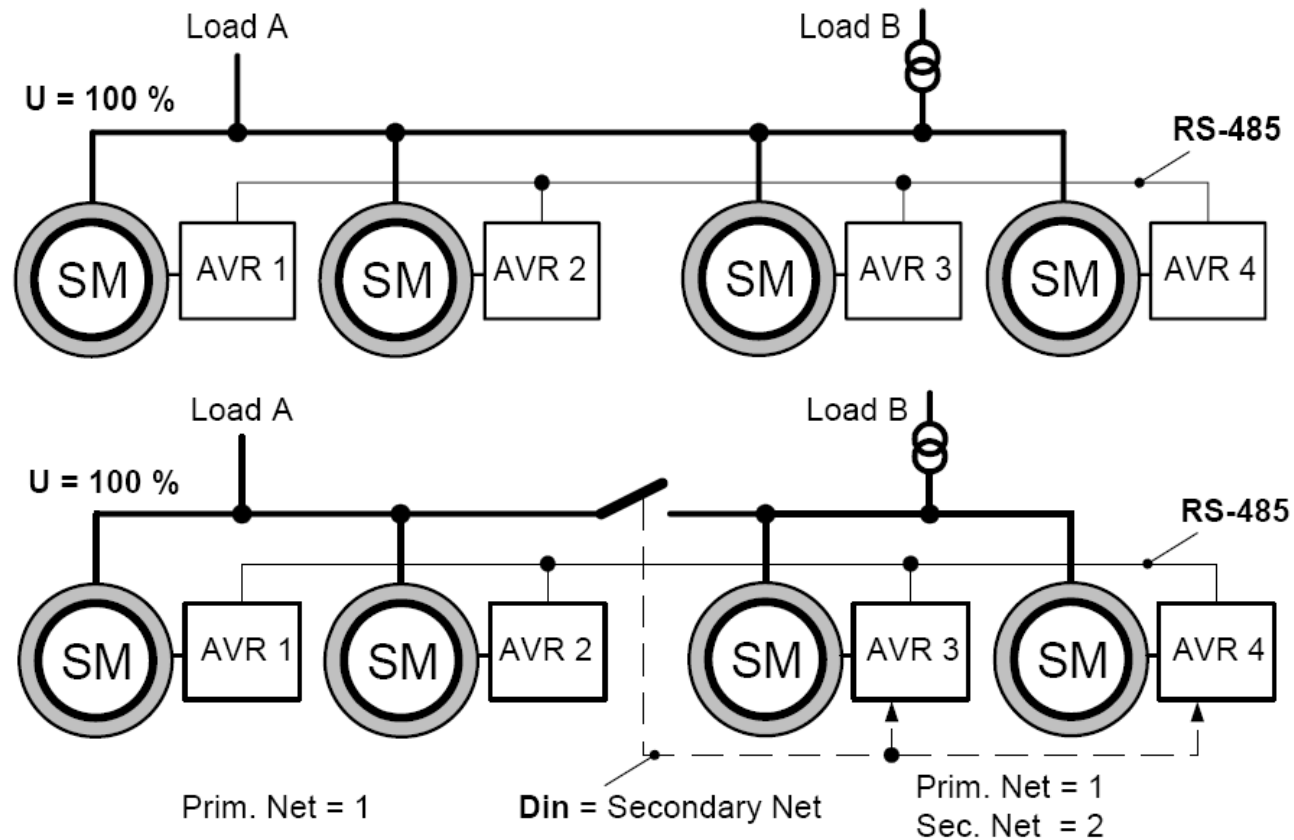 Load A
Load B
U = 100 %
RS-485
SM
AVR 1
SM
AVR 2
SM
AVR 3
SM
AVR 4
Load A
Load B
U = 100 %
RS-485
SM
AVR 1
SM
AVR 2
SM
AVR 3
SM
AVR 4
Prim. Net = 1
Din = Secondary Net
Prim. Net = 1
Sec. Net = 2